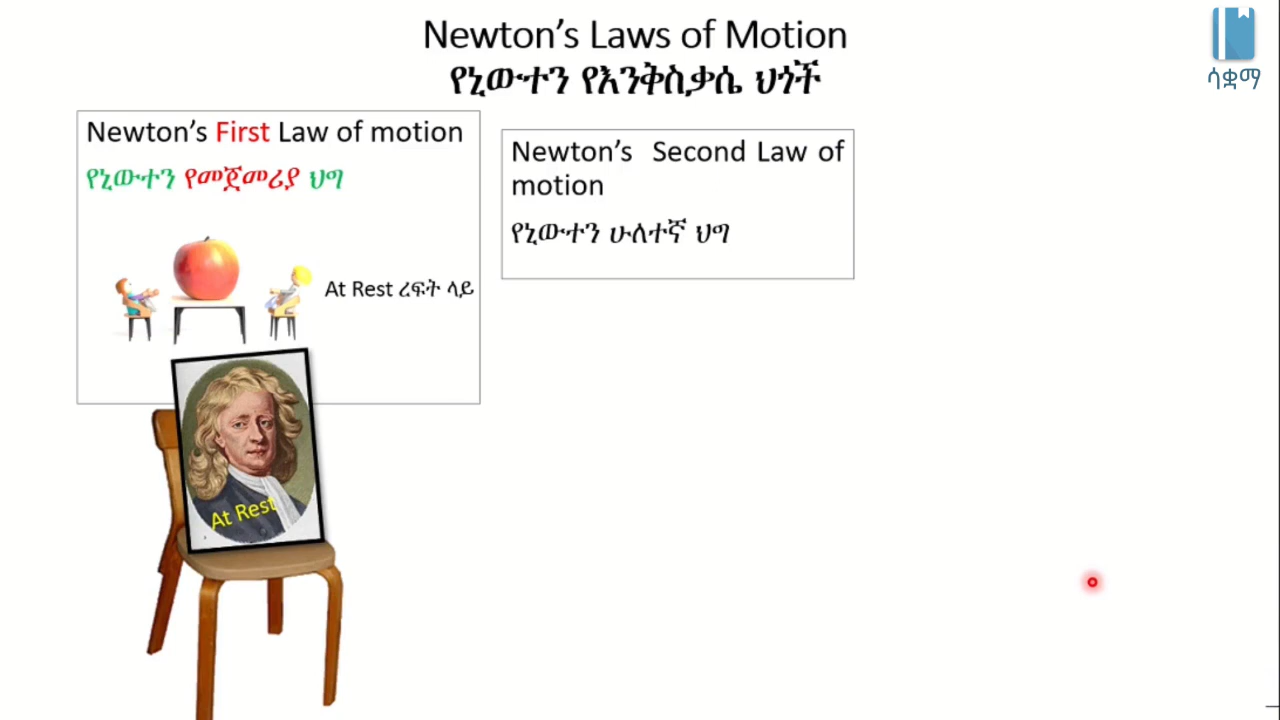 Newton’s Laws of Motion
የኒውተን የእንቅስቃሴ ህጎች
ሳቋማ
Newton’s First Law of motion
የኒውተን የመጀመሪያ ህግ
At Rest ረፍት ላይ
At Rest
Newton’s Second Law of
motion
የኒውተን ሁለተኛ ህግ